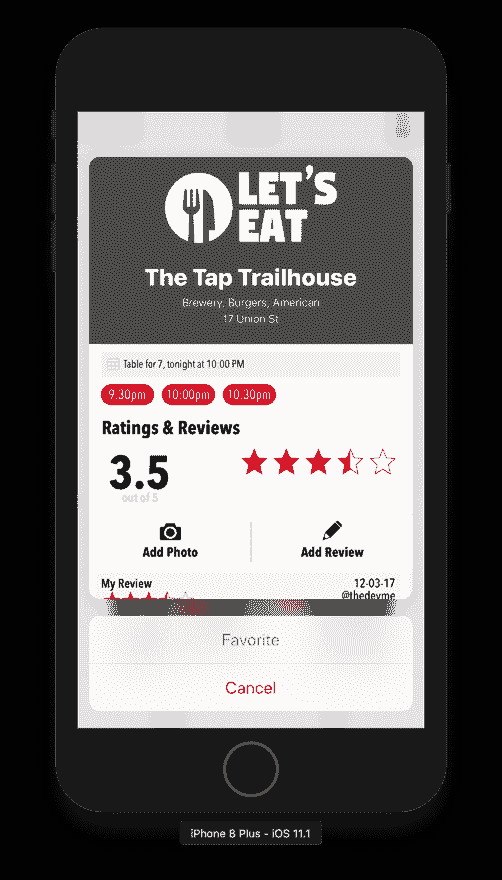 LET'S
EAT
The Tap Trailhouse
Brewery, Burgers, American
17 Union St
Table for 7, tonight at 10:00 PM
9:30pm 10:00pm 10:30pm
Ratings & Reviews
3.5
out of 5
Add Photo Add Review
My Review 12-03-17
@thedevme
Favorite
Cancel
iPhone 8 Plus - iOS 11.1